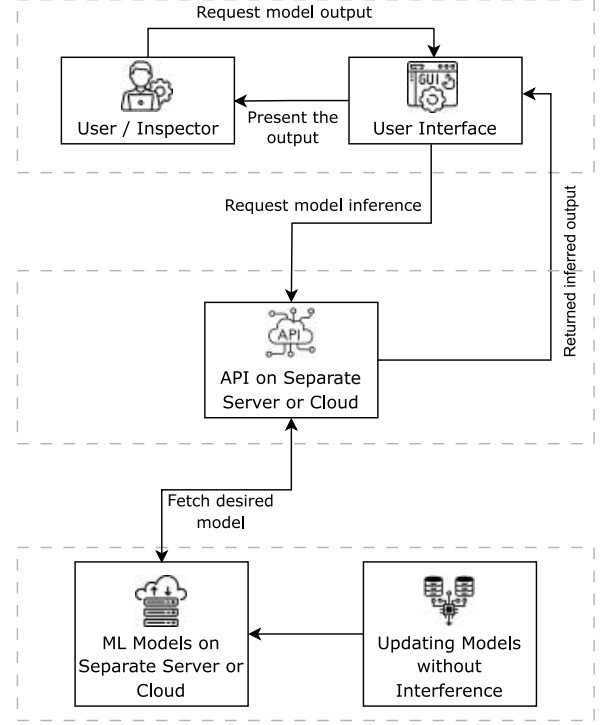 Request model output
GUI
User / Inspector
Present the
output
User Interface
Request model inference
Returned inferred output
API
API on Separate
Server or Cloud
Fetch desired
model
ML Models on
Separate Server or
Cloud
Updating Models
without
Interference